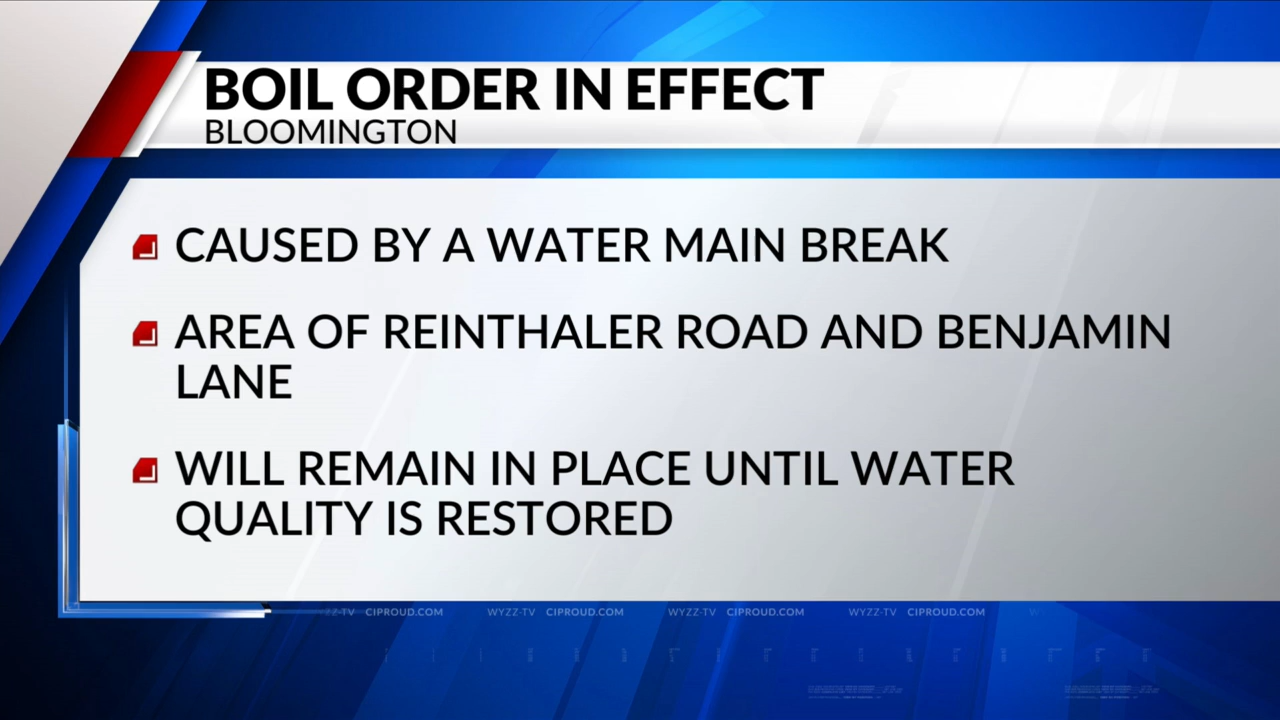 BOIL ORDER IN EFFECT
BLOOMINGTON
CAUSED BY A WATER MAIN BREAK
AREA OF REINTHALER ROAD AND BENJAMIN
LANE
WILL REMAIN IN PLACE UNTIL WATER
QUALITY IS RESTORED
WYZZ-TV CIPROUD.COM WYZZ-TV CIPROUD.COM WYZZ-TV CIPROUD.COM WYZZ-TV CIPROUD.COM